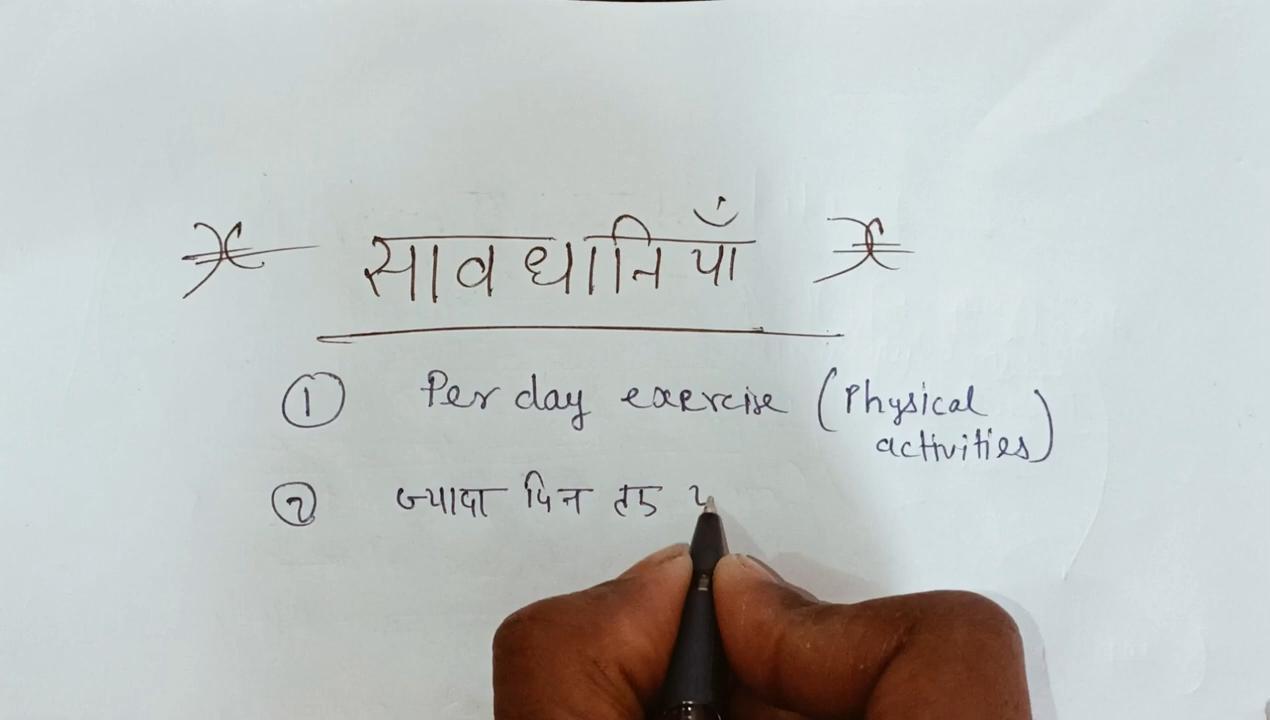 सावधानियाँ
① Per day exercise (Physical
activities)
② ज्यादा दिन तक